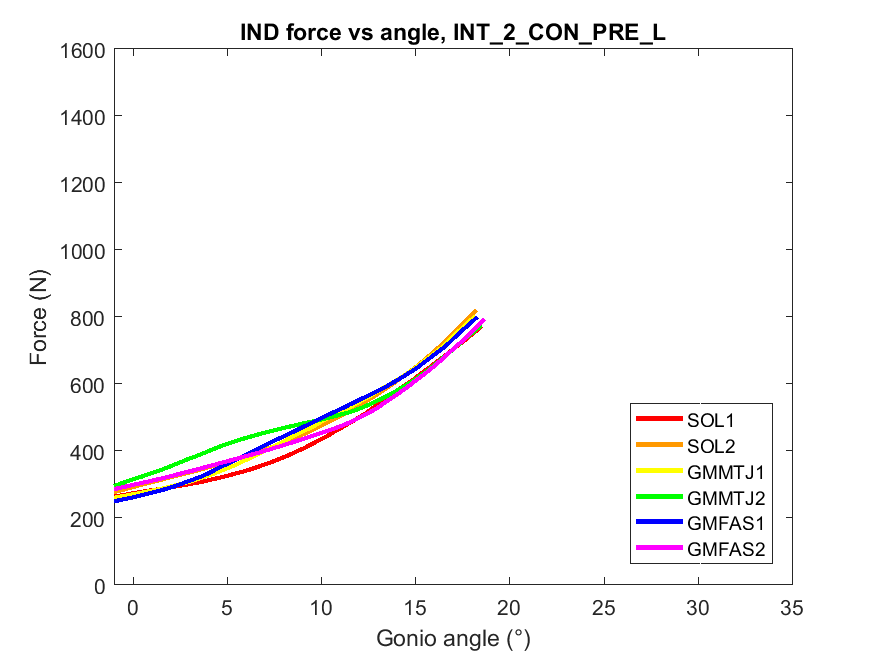 IND force vs angle, INT_2_CON_PRE_L
1600
1400
1200
1000
800
600
400
200
0
Force (N)
0 5 10 15 20 25 30 35
Gonio angle (°)
SOL1
SOL2
GMMTJ1
GMMTJ2
GMFAS1
GMFAS2